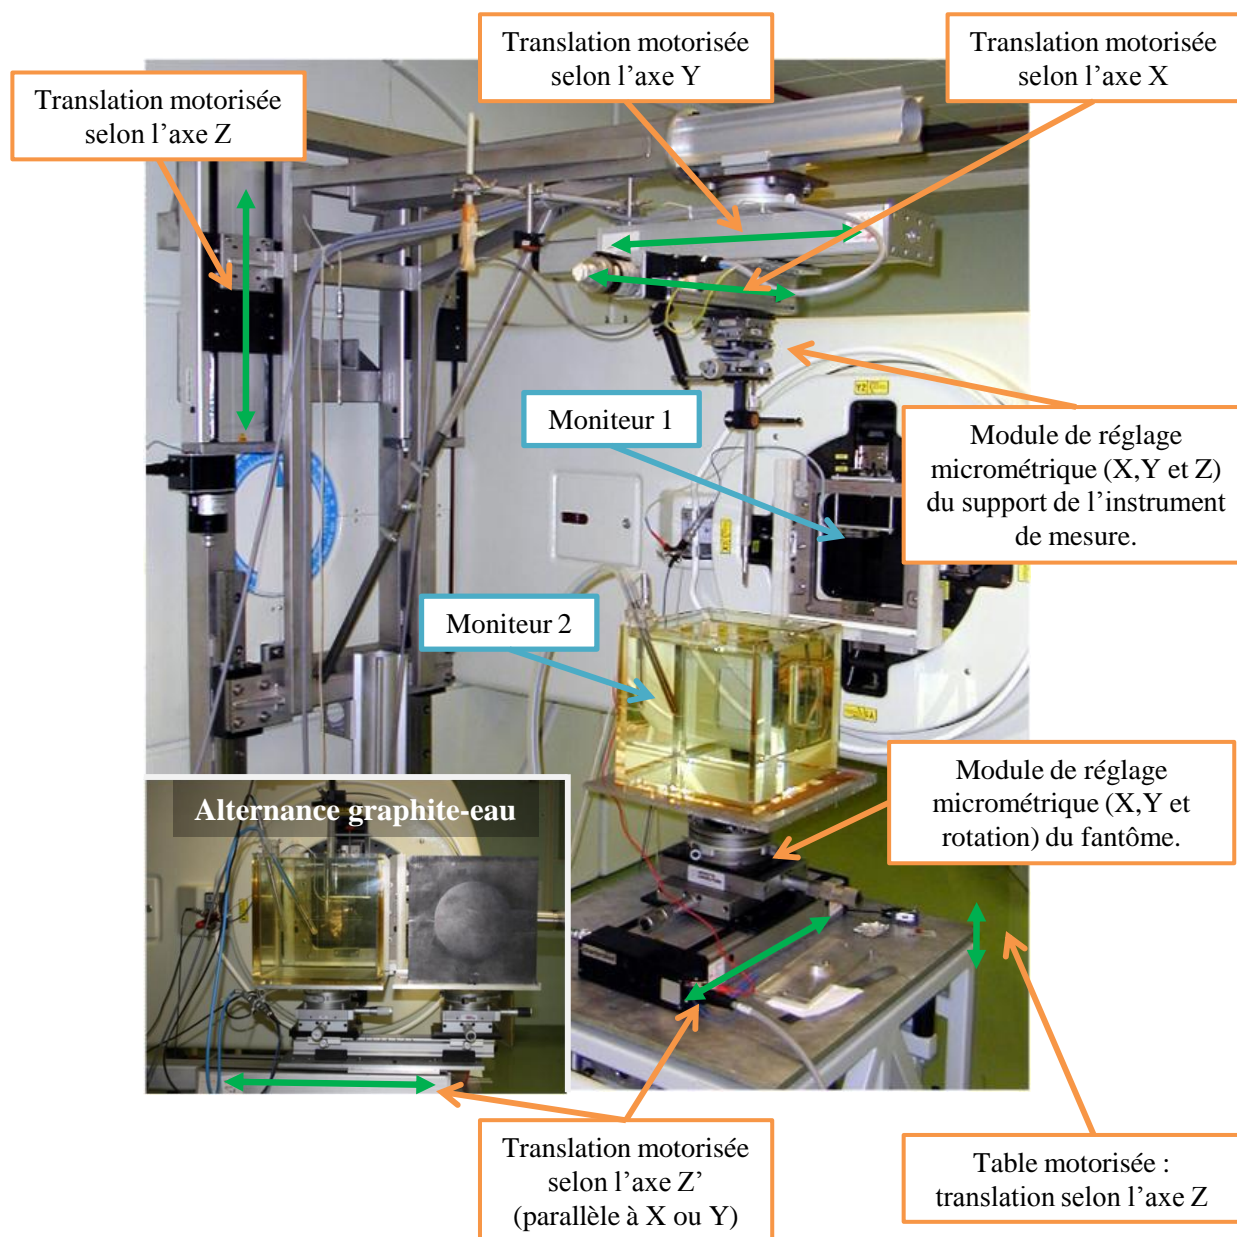 Translation motorisée
selon l’axe Y
Translation motorisée
selon l’axe X
Translation motorisée
selon l’axe Z
Moniteur 1
Module de réglage
micrométrique (X,Y et Z)
du support de l’instrument
de mesure.
Moniteur 2
Module de réglage
micrométrique (X,Y et
rotation) du fantôme.
Alternance graphite-eau
Translation motorisée
selon l’axe Z’
(parallèle à X ou Y)
Table motorisée :
translation selon l’axe Z